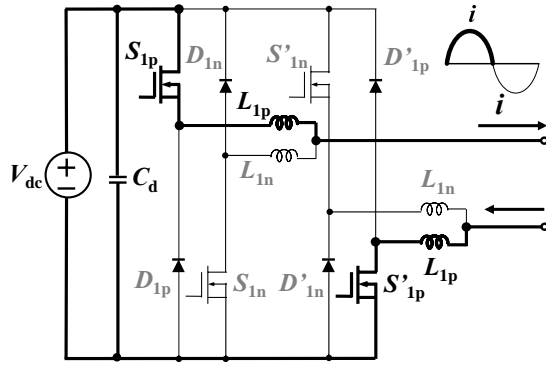 S1p
D1n
S'1n
D'1p
i
L1p
i
Vdc
Cd
L1n
L1n
D1p
S1n
D'1n
S'1p
L1p